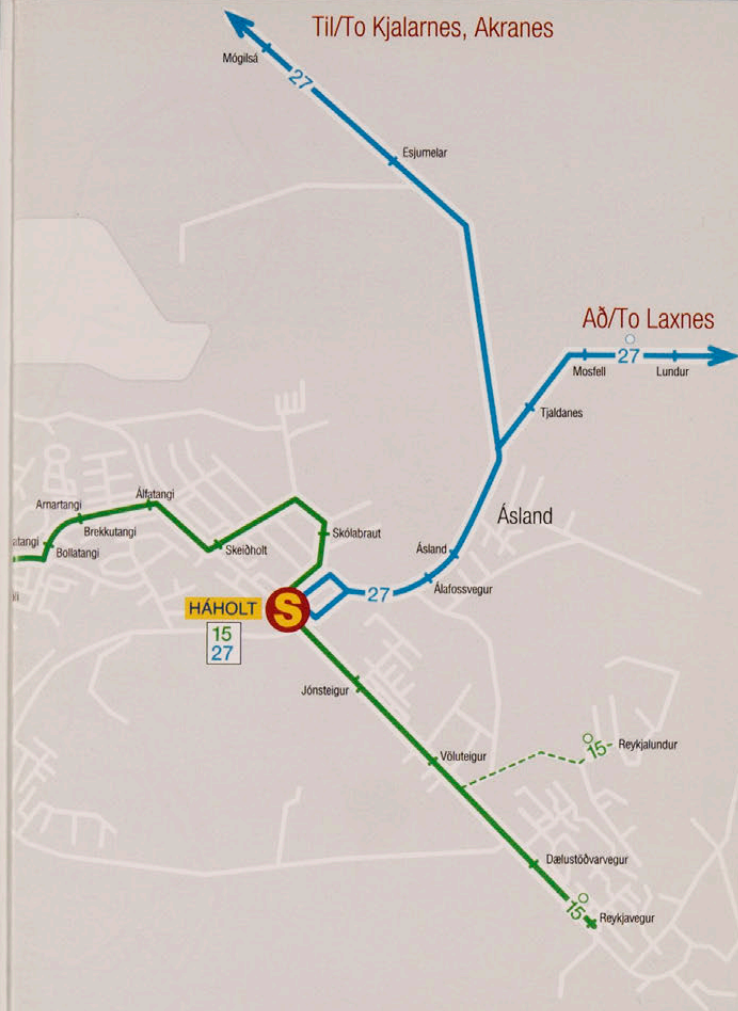 Til/To Kjalarnes, Akranes
Mógilsá
27
Esjumelar
Að/To Laxnes
27
Mosfell
Lundur
Tjaldanes
Ásland
Álfatangi
Arnartangi
Brekkutangi
Skólabraut
atangi
Bollatangi
Skeiðholt
Ásland
Álafossvegur
27
HÁHOLT
S
15
27
Jónsteigur
Völuteigur
15
Reykjalundur
Dælustöðvarvegur
15
Reykjavegur